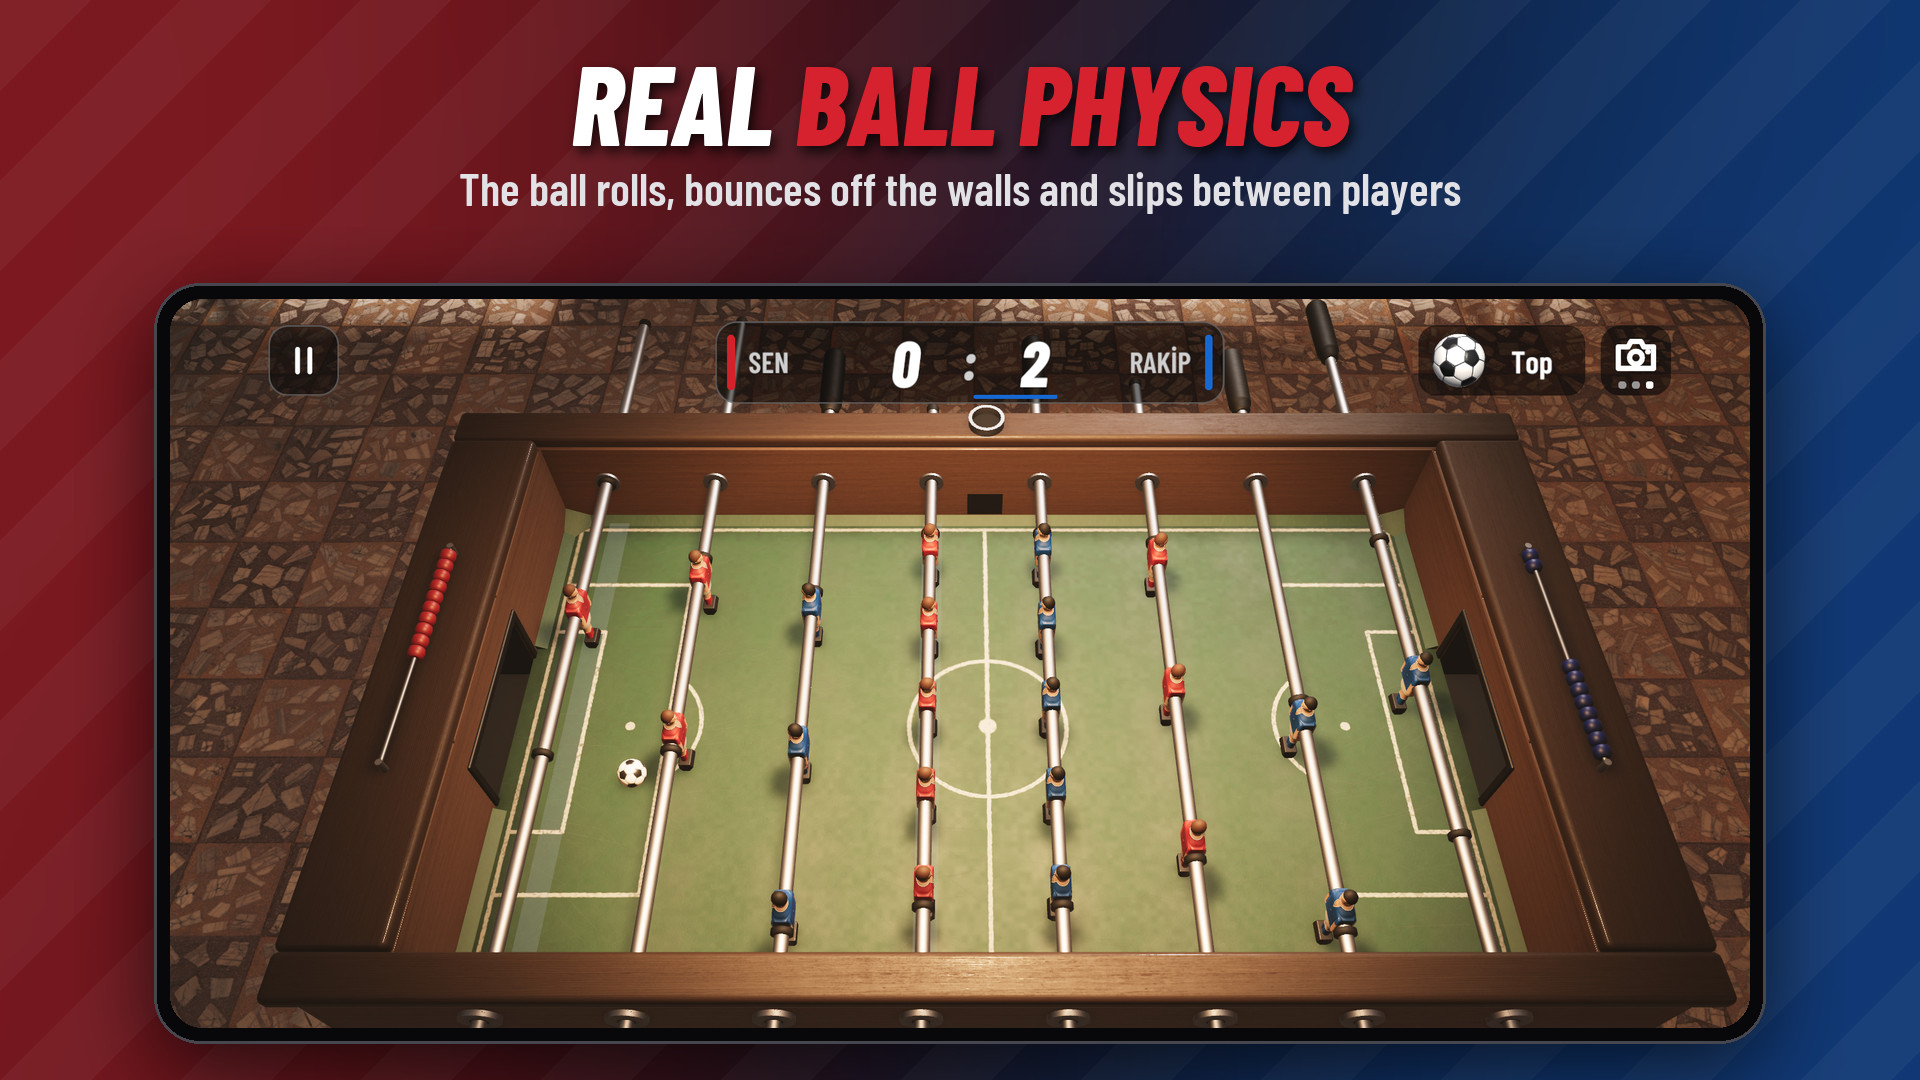 REAL BALL PHYSICS
The ball rolls, bounces off the walls and slips between players
SEN 0 : 2 RAKİP
Top